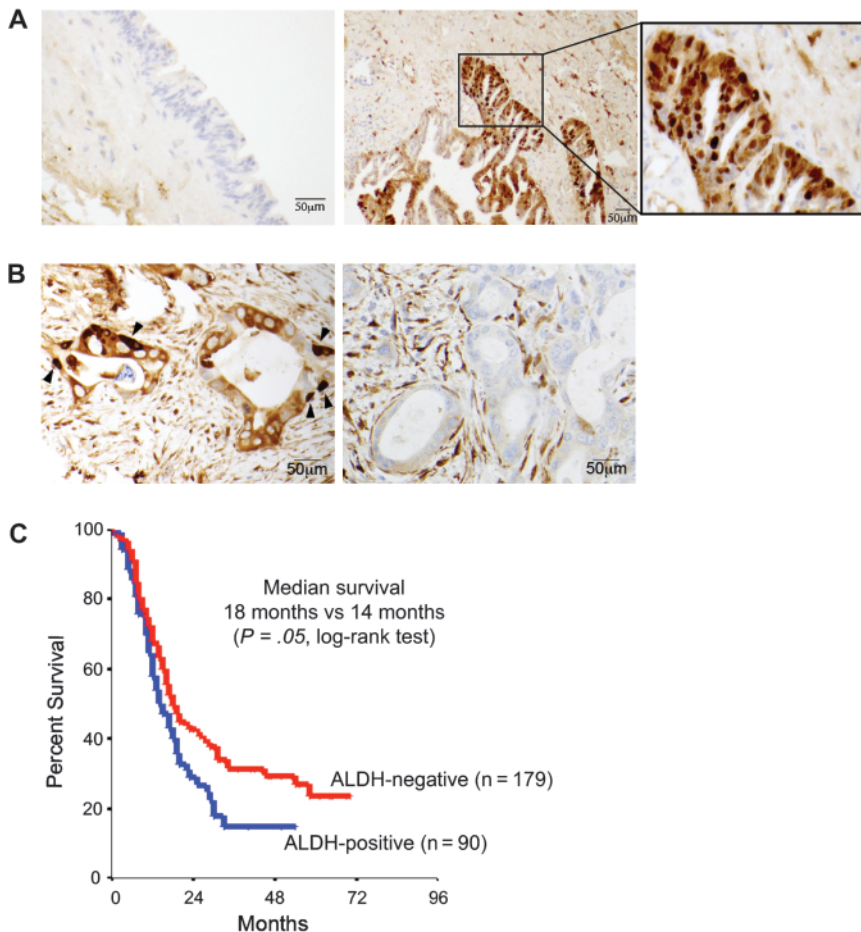 A
50μm
50μm
B
50μm
50μm
C
100
80
60
40
20
0
Percent Survival
Median survival
18 months vs 14 months
(P = .05, log-rank test)
ALDH-negative (n = 179)
ALDH-positive (n = 90)
0 24 48 72 96
Months